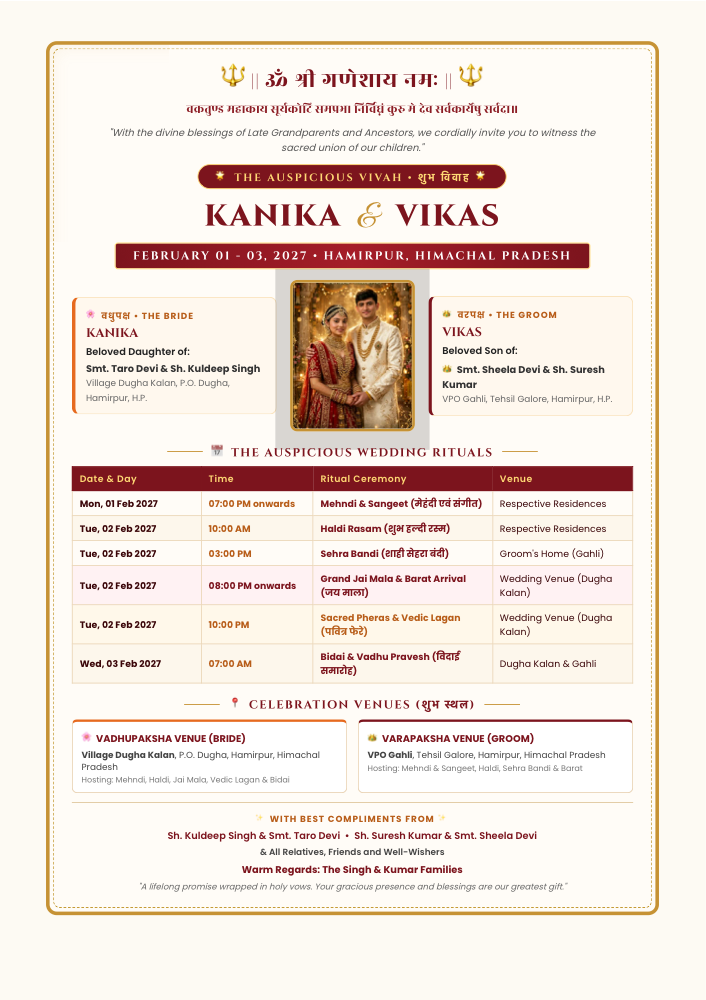 || ॐ श्री गणेशाय नमः ||
वक्रतुण्ड महाकाय सूर्यकोटि समप्रभ। निर्विघ्नं कुरु मे देव सर्वकार्येषु सर्वदा॥
"With the divine blessings of Late Grandparents and Ancestors, we cordially invite you to witness the
sacred union of our children."
THE AUSPICIOUS VIVAH • शुभ विवाह
KANIKA & VIKAS
FEBRUARY 01 - 03, 2027 • HAMIRPUR, HIMACHAL PRADESH
वधुपक्ष • THE BRIDE
KANIKA
Beloved Daughter of:
Smt. Taro Devi & Sh. Kuldeep Singh
Village Dugha Kalan, P.O. Dugha,
Hamirpur, H.P.
वरपक्ष • THE GROOM
VIKAS
Beloved Son of:
Smt. Sheela Devi & Sh. Suresh
Kumar
VPO Gahli, Tehsil Galore, Hamirpur, H.P.
THE AUSPICIOUS WEDDING RITUALS
Date & Day Time Ritual Ceremony Venue
Mon, 01 Feb 2027 07:00 PM onwards Mehndi & Sangeet (मेहंदी एवं संगीत) Respective Residences
Tue, 02 Feb 2027 10:00 AM Haldi Rasam (शुभ हल्दी रस्म) Respective Residences
Tue, 02 Feb 2027 03:00 PM Sehra Bandi (शाही सेहरा बंदी) Groom's Home (Gahli)
Tue, 02 Feb 2027 08:00 PM onwards Grand Jai Mala & Barat Arrival
(जय माला) Wedding Venue (Dugha
Kalan)
Tue, 02 Feb 2027 10:00 PM Sacred Pheras & Vedic Lagan
(पवित्र फेरे) Wedding Venue (Dugha
Kalan)
Wed, 03 Feb 2027 07:00 AM Bidai & Vadhu Pravesh (विदाई
समारोह) Dugha Kalan & Gahli
CELEBRATION VENUES (शुभ स्थल)
VADHUPAKSHA VENUE (BRIDE)
Village Dugha Kalan, P.O. Dugha, Hamirpur, Himachal
Pradesh
Hosting: Mehndi, Haldi, Jai Mala, Vedic Lagan & Bidai
VARAPAKSHA VENUE (GROOM)
VPO Gahli, Tehsil Galore, Hamirpur, Himachal Pradesh
Hosting: Mehndi & Sangeet, Haldi, Sehra Bandi & Barat
WITH BEST COMPLIMENTS FROM
Sh. Kuldeep Singh & Smt. Taro Devi • Sh. Suresh Kumar & Smt. Sheela Devi
& All Relatives, Friends and Well-Wishers
Warm Regards: The Singh & Kumar Families
"A lifelong promise wrapped in holy vows. Your gracious presence and blessings are our greatest gift."